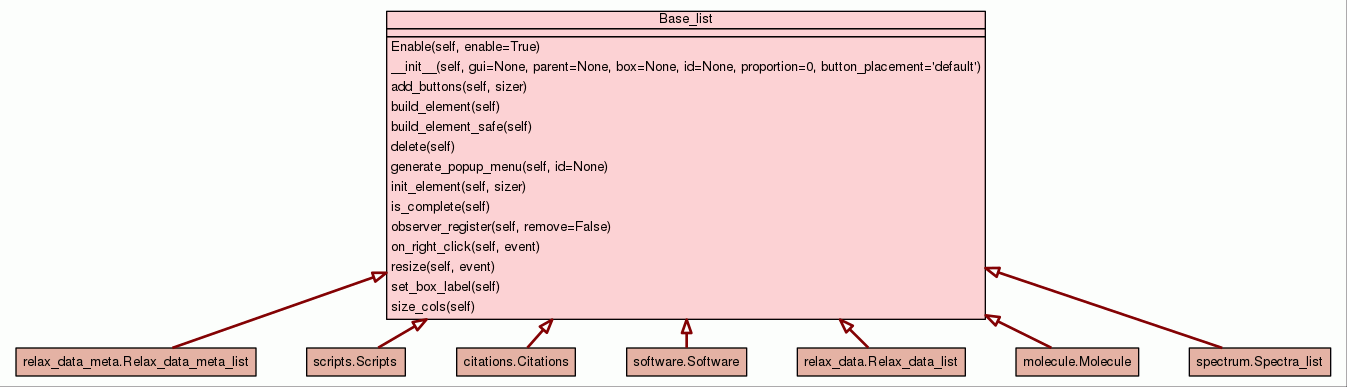 Base_list
Enable(self, enable=True)
__init__(self, gui=None, parent=None, box=None, id=None, proportion=0, button_placement='default')
add_buttons(self, sizer)
build_element(self)
build_element_safe(self)
delete(self)
generate_popup_menu(self, id=None)
init_element(self, sizer)
is_complete(self)
observer_register(self, remove=False)
on_right_click(self, event)
resize(self, event)
set_box_label(self)
size_cols(self)
relax_data_meta.Relax_data_meta_list
scripts.Scripts
citations.Citations
software.Software
relax_data.Relax_data_list
molecule.Molecule
spectrum.Spectra_list